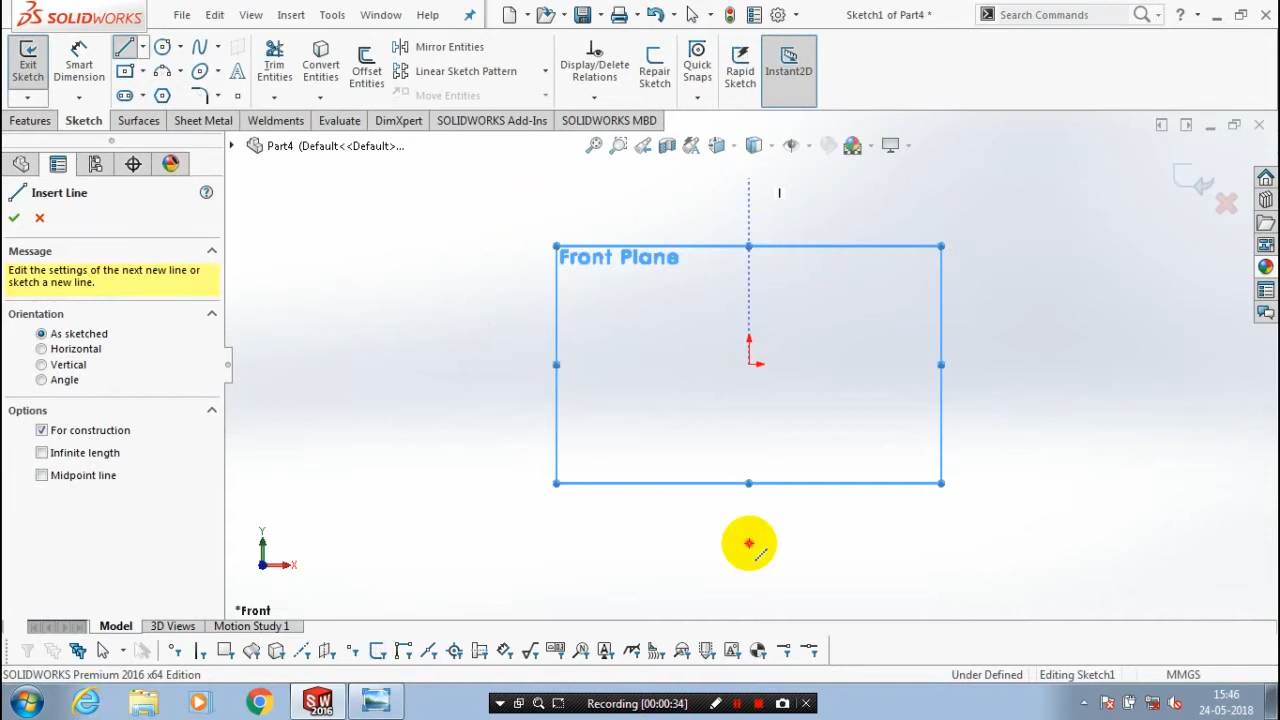 SOLIDWORKS
File Edit View Insert Tools Window Help
Sketch1 of Part4 *
Search Commands
Exit Sketch
Smart Dimension
Trim Entities
Convert Entities
Offset Entities
Mirror Entities
Linear Sketch Pattern
Move Entities
Display/Delete Relations
Repair Sketch
Quick Snaps
Rapid Sketch
Instant2D
Features Sketch Surfaces Sheet Metal Weldments Evaluate DimXpert SOLIDWORKS Add-Ins SOLIDWORKS MBD
Part4 (Default<<Default>...
Insert Line
Message
Edit the settings of the next new line or
sketch a new line.
Orientation
As sketched
Horizontal
Vertical
Angle
Options
For construction
Infinite length
Midpoint line
Front Plane
Y
X
*Front
Model 3D Views Motion Study 1
SOLIDWORKS Premium 2016 x64 Edition
Under Defined Editing Sketch1 MMGS
SW
2016
Recording [00:00:34]
15:46
24-05-2018